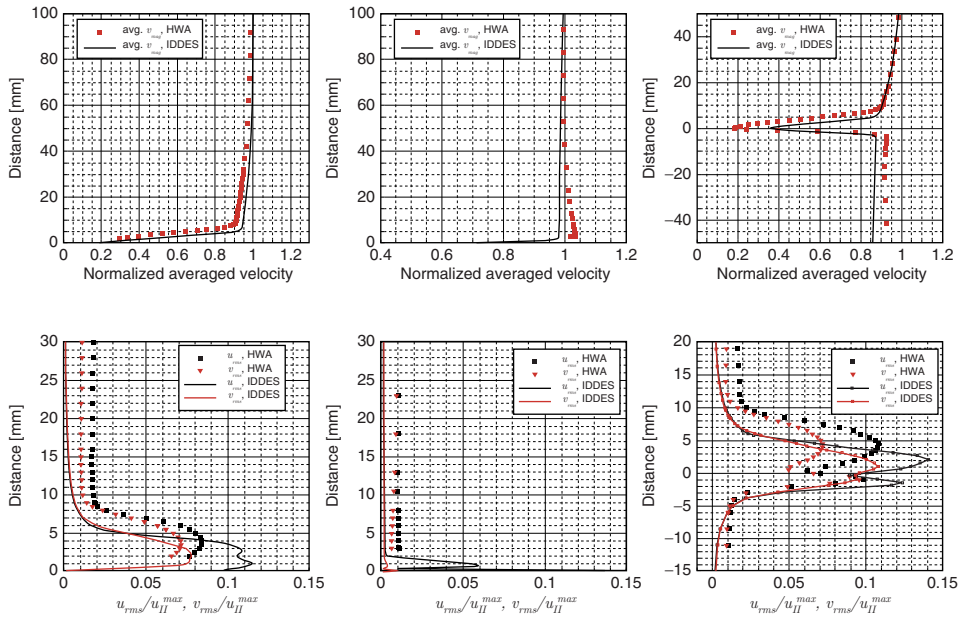 100
80
60
40
20
0
Distance [mm]
avg. v_mag, HWA
avg. v_mag, IDDES
0 0.2 0.4 0.6 0.8 1
Normalized averaged velocity
100
80
60
40
20
0
Distance [mm]
avg. v_mag, HWA
avg. v_mag, IDDES
0.4 0.6 0.8 1 1.2
Normalized averaged velocity
40
20
0
−20
−40
Distance [mm]
avg. v_mag, HWA
avg. v_mag, IDDES
0 0.2 0.4 0.6 0.8 1 1.2
Normalized averaged velocity
30
25
20
15
10
5
0
Distance [mm]
u_rms, HWA
v_rms, HWA
u_rms, IDDES
v_rms, IDDES
0 0.05 0.1 0.15
u_rms/u_II^max, v_rms/u_II^max
30
25
20
15
10
5
0
Distance [mm]
u_rms, HWA
v_rms, HWA
u_rms, IDDES
v_rms, IDDES
0 0.05 0.1 0.15
u_rms/u_II^max, v_rms/u_II^max
20
15
10
5
0
−5
−10
−15
Distance [mm]
u_rms, HWA
v_rms, HWA
u_rms, IDDES
v_rms, IDDES
0 0.05 0.1 0.15
u_rms/u_II^max, v_rms/u_II^max